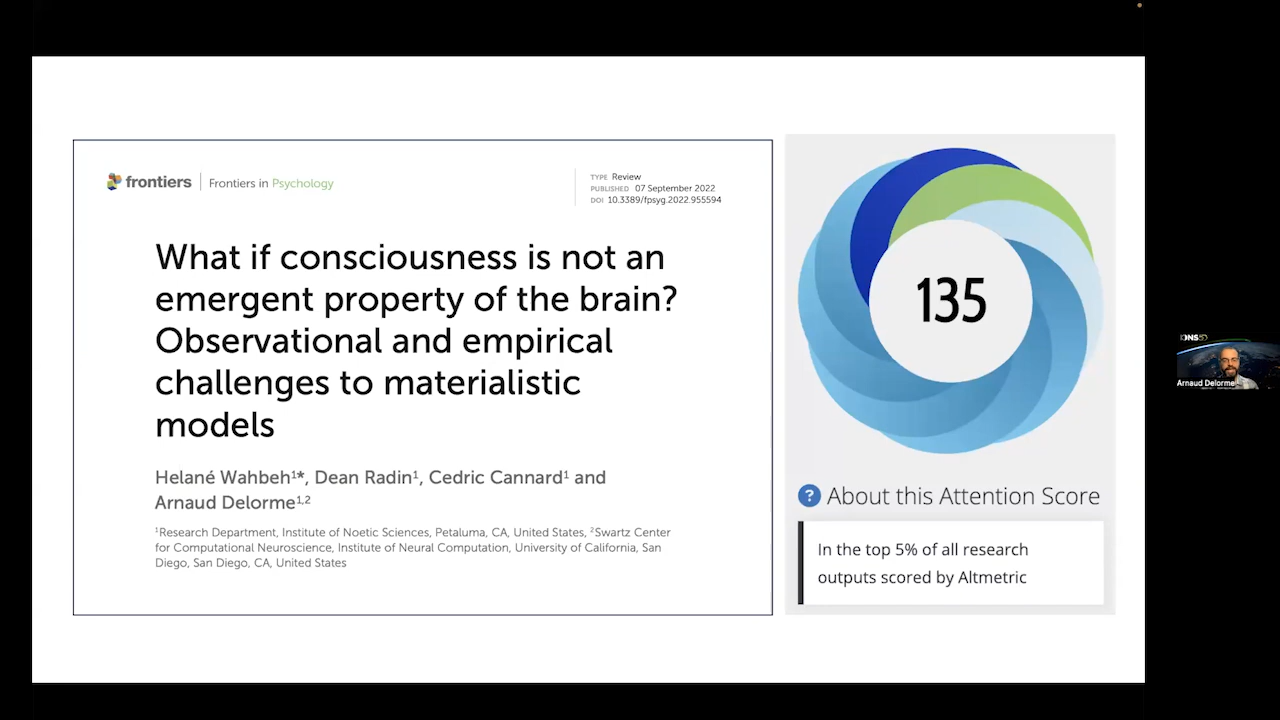 frontiers | Frontiers in Psychology
TYPE Review
PUBLISHED 07 September 2022
DOI 10.3389/fpsyg.2022.955594
What if consciousness is not an
emergent property of the brain?
Observational and empirical
challenges to materialistic
models
Helané Wahbeh¹*, Dean Radin¹, Cedric Cannard¹ and
Arnaud Delorme¹,²
¹Research Department, Institute of Noetic Sciences, Petaluma, CA, United States, ²Swartz Center
for Computational Neuroscience, Institute of Neural Computation, University of California, San
Diego, San Diego, CA, United States
135
? About this Attention Score
In the top 5% of all research
outputs scored by Altmetric
Arnaud Delorme